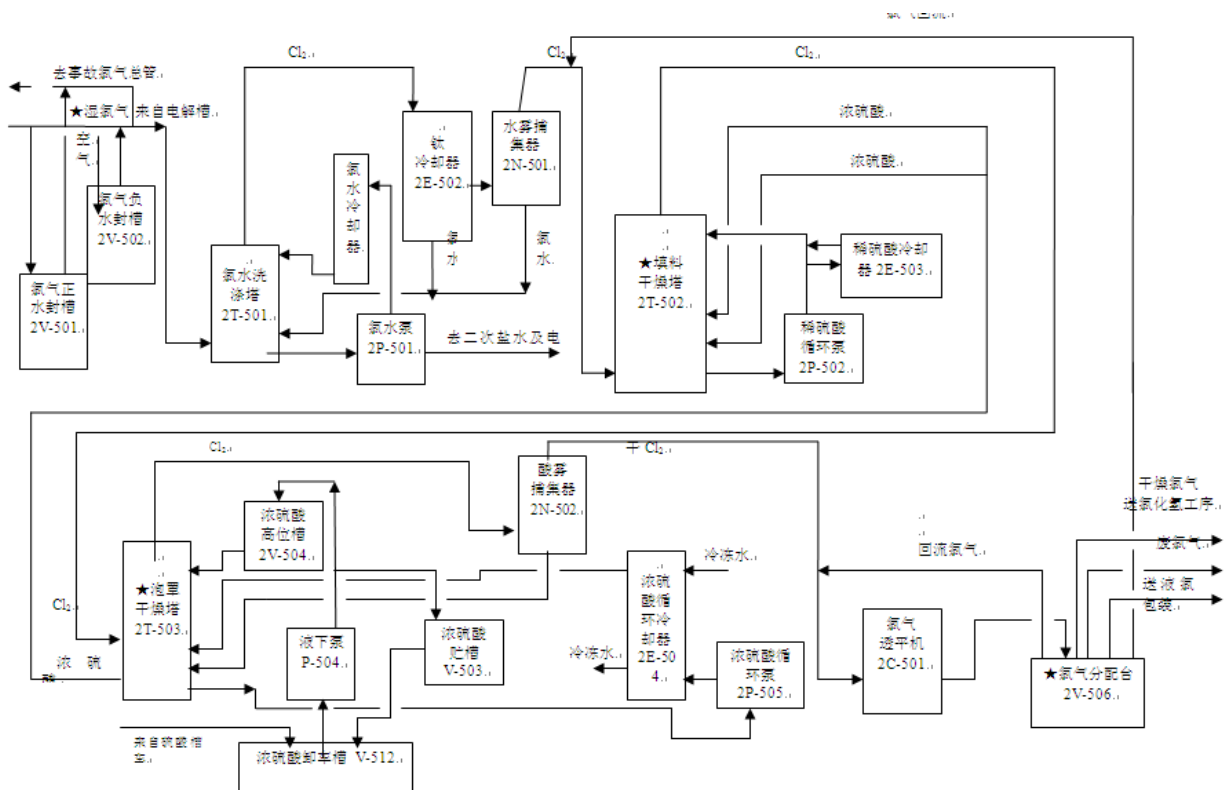 Cl₂
Cl₂
Cl₂
去事故氯气总管
★湿氯气 来自电解槽
空
气
氯气负
水封槽
2V-502
氯气正
水封槽
2V-501
氯水洗
涤塔
2T-501
氯
水
冷
却
器
钛
冷却器
2E-502
水雾捕
集器
2N-501
氯
水
氯
水
氯水泵
2P-501
去二次盐水及电
浓硫酸
浓硫酸
★填料
干燥塔
2T-502
稀硫酸冷却
器 2E-503
稀硫酸
循环泵
2P-502
Cl₂
干 Cl₂
酸雾
捕集器
2N-502
浓硫酸
高位槽
2V-504
★泡罩
干燥塔
2T-503
Cl₂
浓 硫
酸
液下泵
P-504
浓硫酸
贮槽
V-503
浓硫
酸循
环冷
却器
2E-50
4
冷冻水
冷冻水
浓硫酸循
环泵
2P-505
回流氯气
氯气
透平机
2C-501
★氯气分配台
2V-506
干燥氯气
送氯化氢工序
废氯气
送 液 氯
包装
来自硫酸槽
浓硫酸卸车槽 V-512